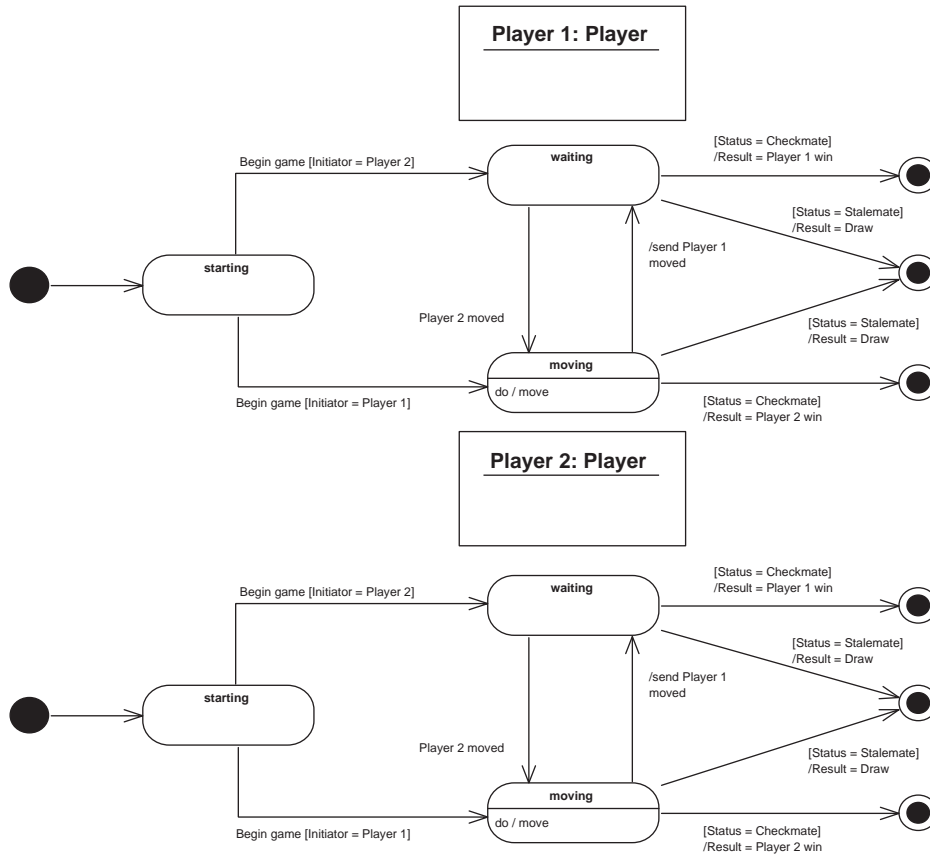 Player 1: Player
[Status = Checkmate]
/Result = Player 1 win
waiting
Begin game [Initiator = Player 2]
[Status = Stalemate]
/Result = Draw
/send Player 1
moved
starting
Player 2 moved
[Status = Stalemate]
/Result = Draw
moving
do / move
Begin game [Initiator = Player 1]
[Status = Checkmate]
/Result = Player 2 win
Player 2: Player
[Status = Checkmate]
/Result = Player 1 win
waiting
Begin game [Initiator = Player 2]
[Status = Stalemate]
/Result = Draw
/send Player 1
moved
starting
Player 2 moved
[Status = Stalemate]
/Result = Draw
moving
do / move
Begin game [Initiator = Player 1]
[Status = Checkmate]
/Result = Player 2 win